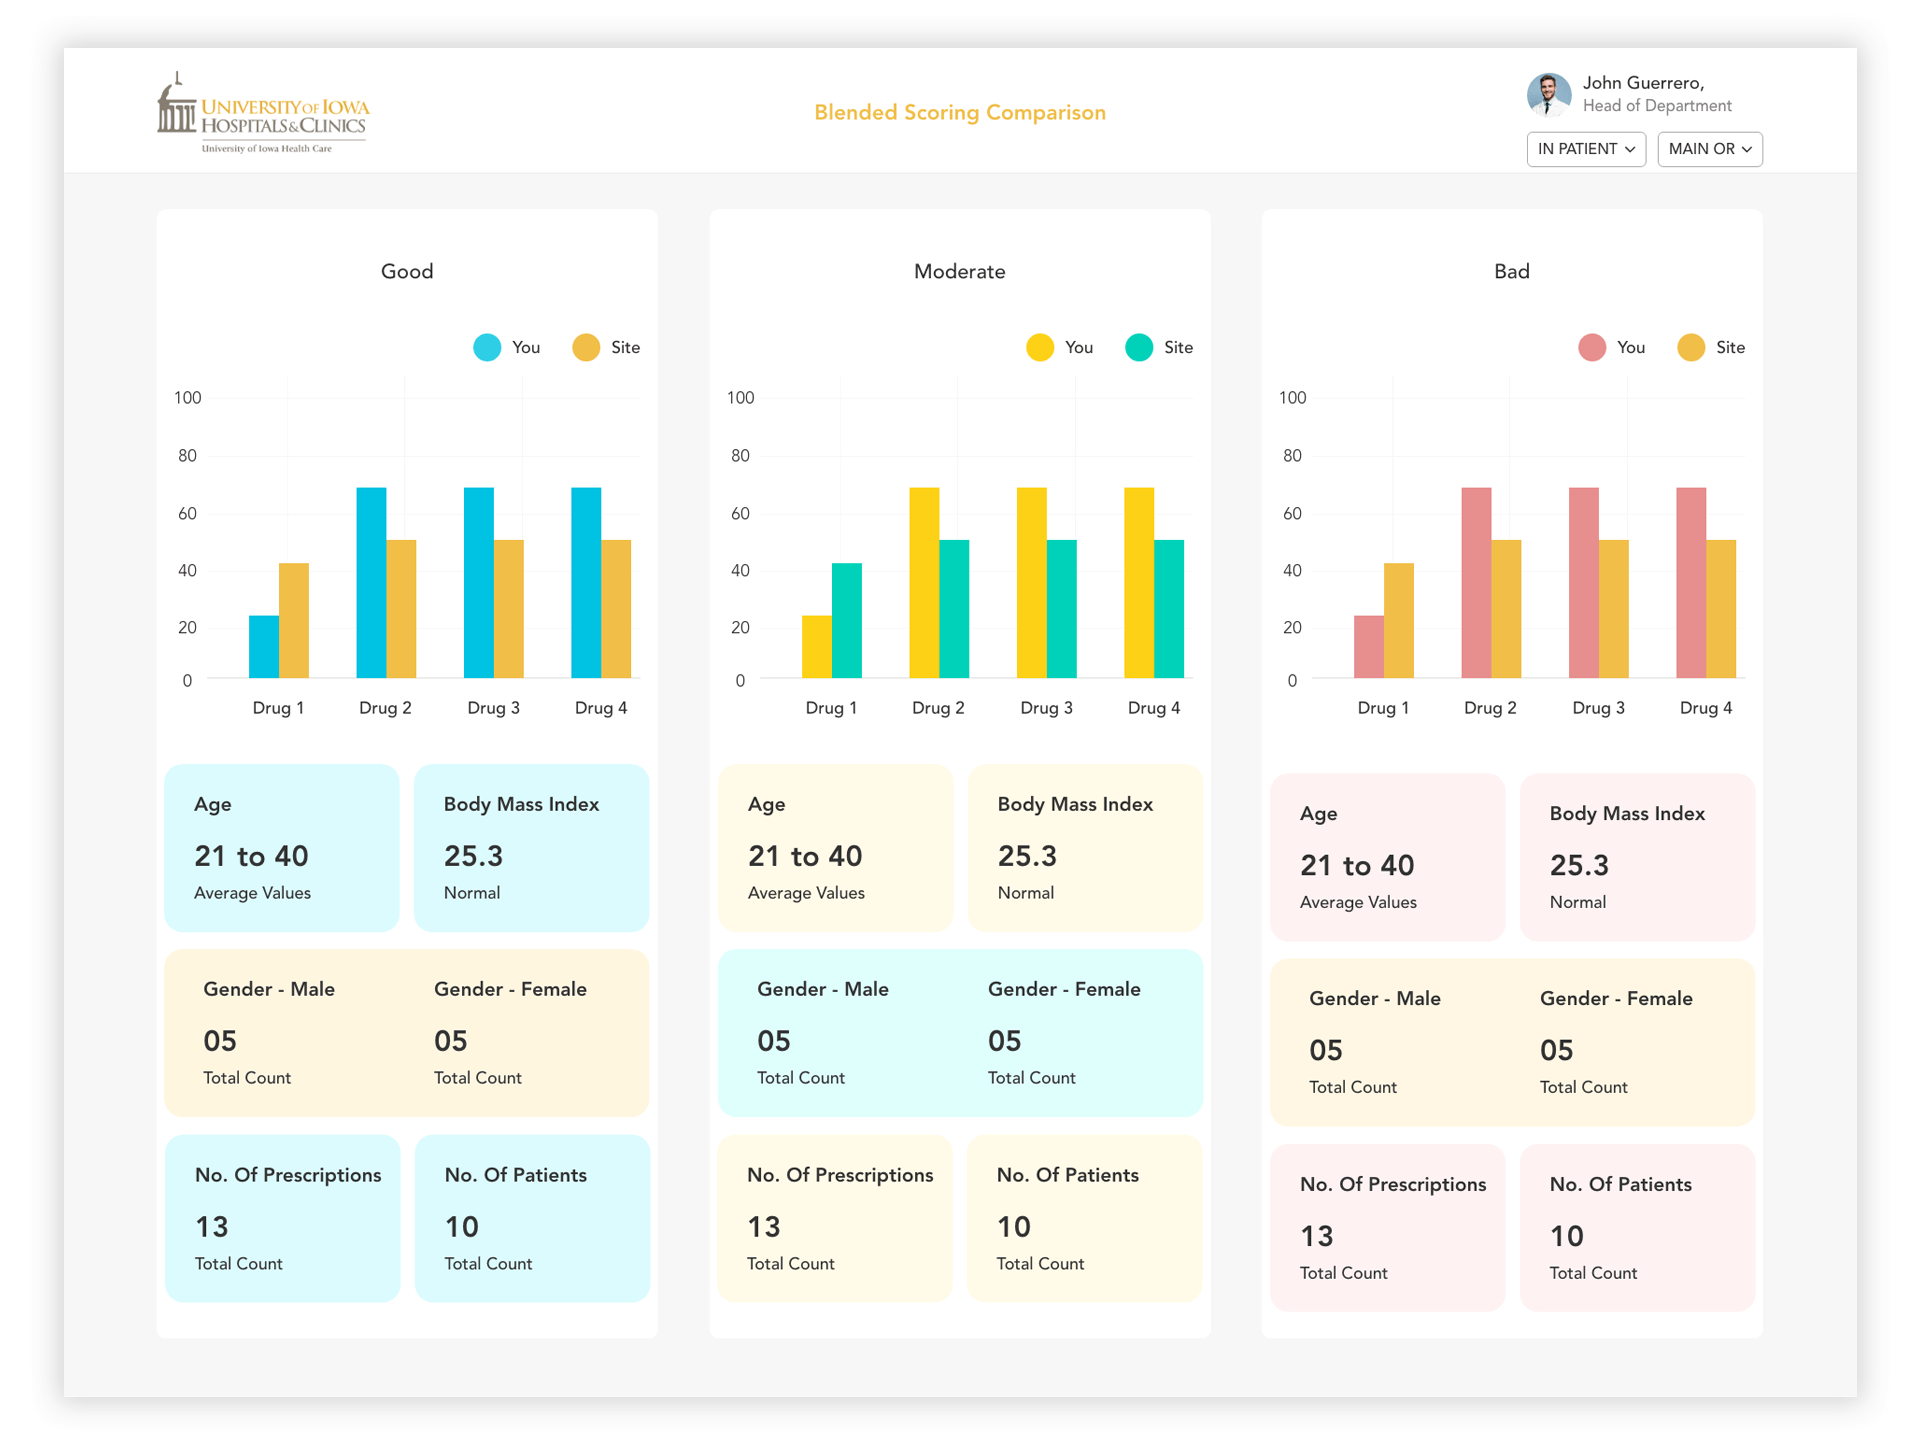 UNIVERSITY OF IOWA
HOSPITALS & CLINICS
University of Iowa Health Care
Blended Scoring Comparison
John Guerrero,
Head of Department
IN PATIENT
MAIN OR
Good
You
Site
100
80
60
40
20
0
Drug 1
Drug 2
Drug 3
Drug 4
Age
21 to 40
Average Values
Body Mass Index
25.3
Normal
Gender - Male
05
Total Count
Gender - Female
05
Total Count
No. Of Prescriptions
13
Total Count
No. Of Patients
10
Total Count
Moderate
You
Site
100
80
60
40
20
0
Drug 1
Drug 2
Drug 3
Drug 4
Age
21 to 40
Average Values
Body Mass Index
25.3
Normal
Gender - Male
05
Total Count
Gender - Female
05
Total Count
No. Of Prescriptions
13
Total Count
No. Of Patients
10
Total Count
Bad
You
Site
100
80
60
40
20
0
Drug 1
Drug 2
Drug 3
Drug 4
Age
21 to 40
Average Values
Body Mass Index
25.3
Normal
Gender - Male
05
Total Count
Gender - Female
05
Total Count
No. Of Prescriptions
13
Total Count
No. Of Patients
10
Total Count